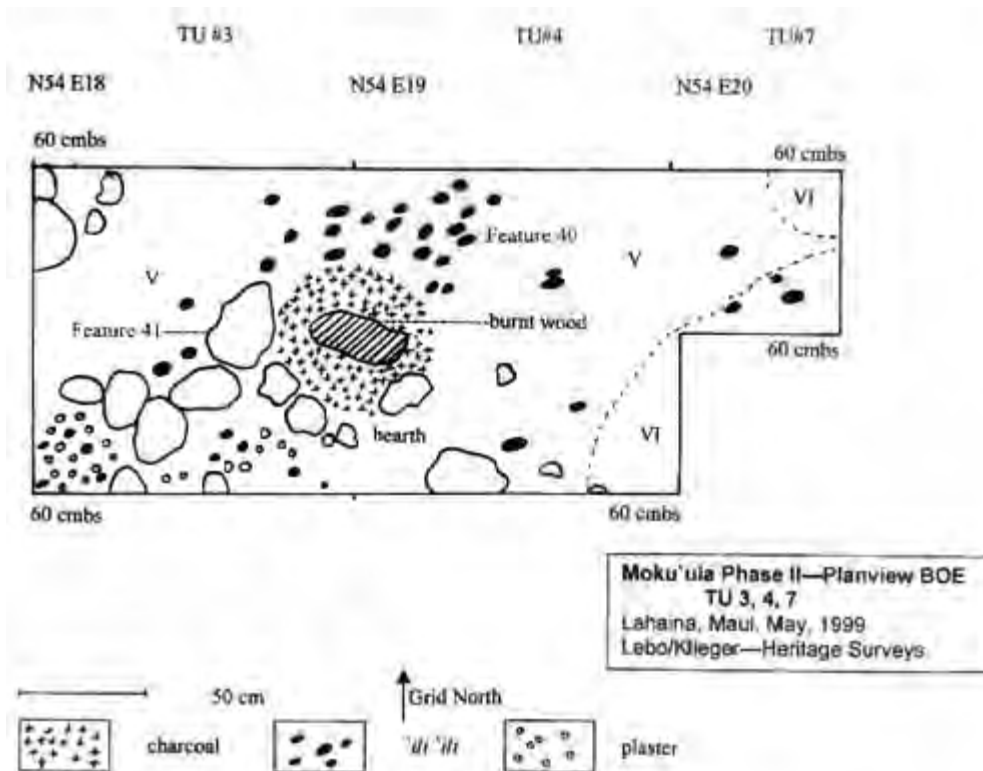 TU #3 TU#4 TU#7
N54 E18 N54 E19 N54 E20
60 cmbs 60 cmbs
VI
Feature 40
V V
burnt wood
Feature 41
60 cmbs
VI
hearth
60 cmbs 60 cmbs
Moku'ula Phase II—Planview BOE
TU 3, 4, 7
Lahaina, Maui, May, 1999
Lebo/Klieger—Heritage Surveys
50 cm Grid North
charcoal ʻiliʻili plaster